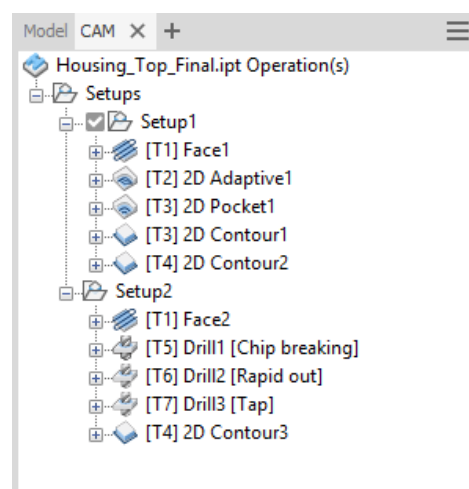 Model CAM
Housing_Top_Final.ipt Operation(s)
Setups
Setup1
[T1] Face1
[T2] 2D Adaptive1
[T3] 2D Pocket1
[T3] 2D Contour1
[T4] 2D Contour2
Setup2
[T1] Face2
[T5] Drill1 [Chip breaking]
[T6] Drill2 [Rapid out]
[T7] Drill3 [Tap]
[T4] 2D Contour3